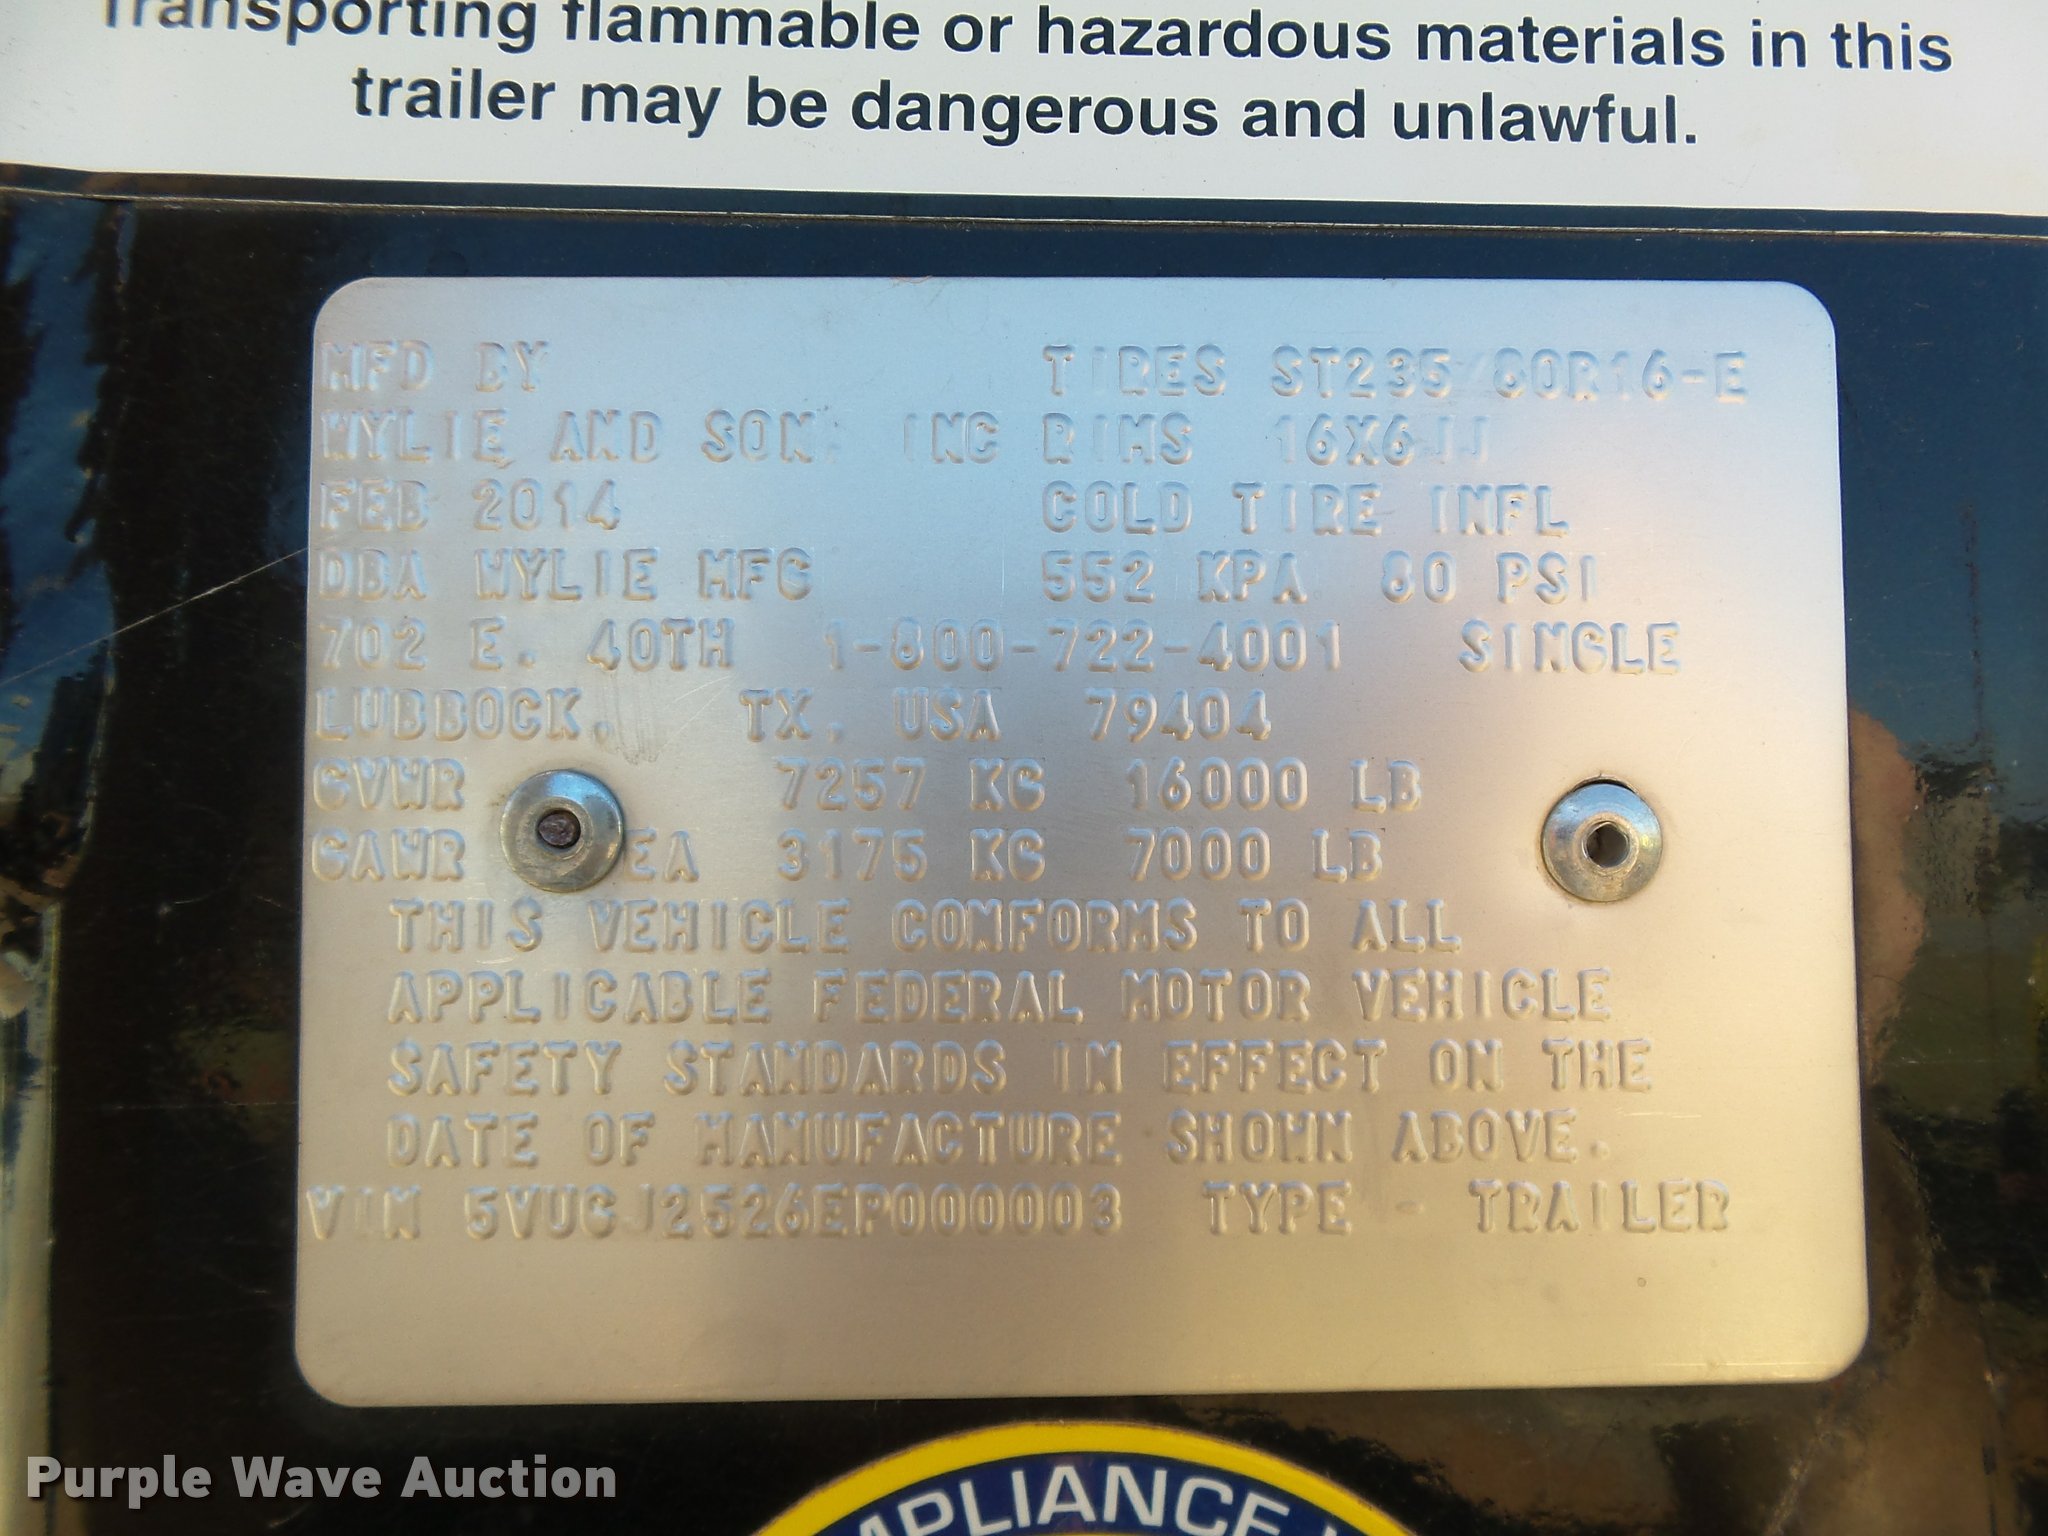 Transporting flammable or hazardous materials in this
trailer may be dangerous and unlawful.
MFD BY TIRES ST235/80R16-E
WYLIE AND SON, INC RIMS 16X6JJ
FEB 2014 COLD TIRE INFL
DBA WYLIE MFG 552 KPA 80 PSI
702 E. 40TH 1-800-722-4001 SINGLE
LUBBOCK, TX, USA 79404
GVWR 7257 KG 16000 LB
GAWR EA 3175 KG 7000 LB
THIS VEHICLE CONFORMS TO ALL
APPLICABLE FEDERAL MOTOR VEHICLE
SAFETY STANDARDS IN EFFECT ON THE
DATE OF MANUFACTURE SHOWN ABOVE.
VIN 5VUGJ2526EP000003 TYPE - TRAILER
Purple Wave Auction